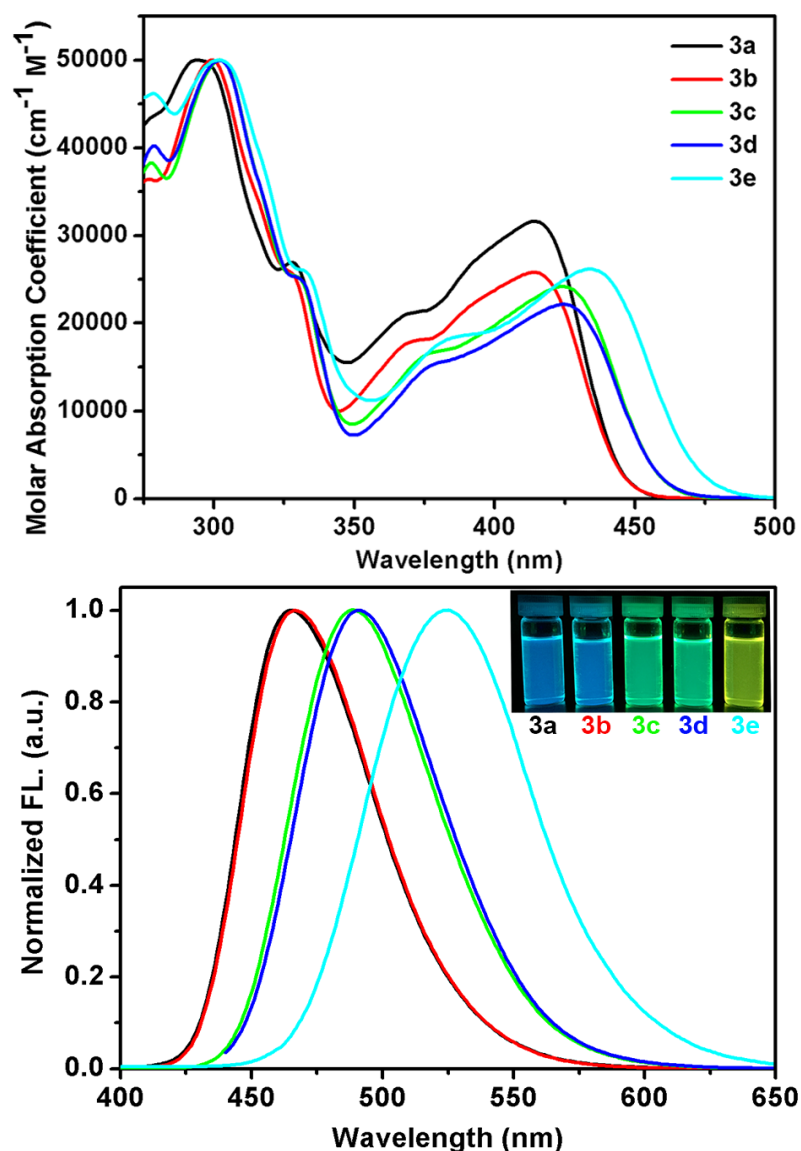 Molar Absorption Coefficient (cm⁻¹ M⁻¹)
50000
40000
30000
20000
10000
0
3a
3b
3c
3d
3e
300 350 400 450 500
Wavelength (nm)
Normalized FL. (a.u.)
1.0
0.8
0.6
0.4
0.2
0.0
3a 3b 3c 3d 3e
400 450 500 550 600 650
Wavelength (nm)